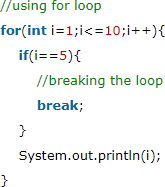 //using for loop
for(int i=1;i<=10;i++){
if(i==5){
//breaking the loop
break;
}
System.out.println(i);
}